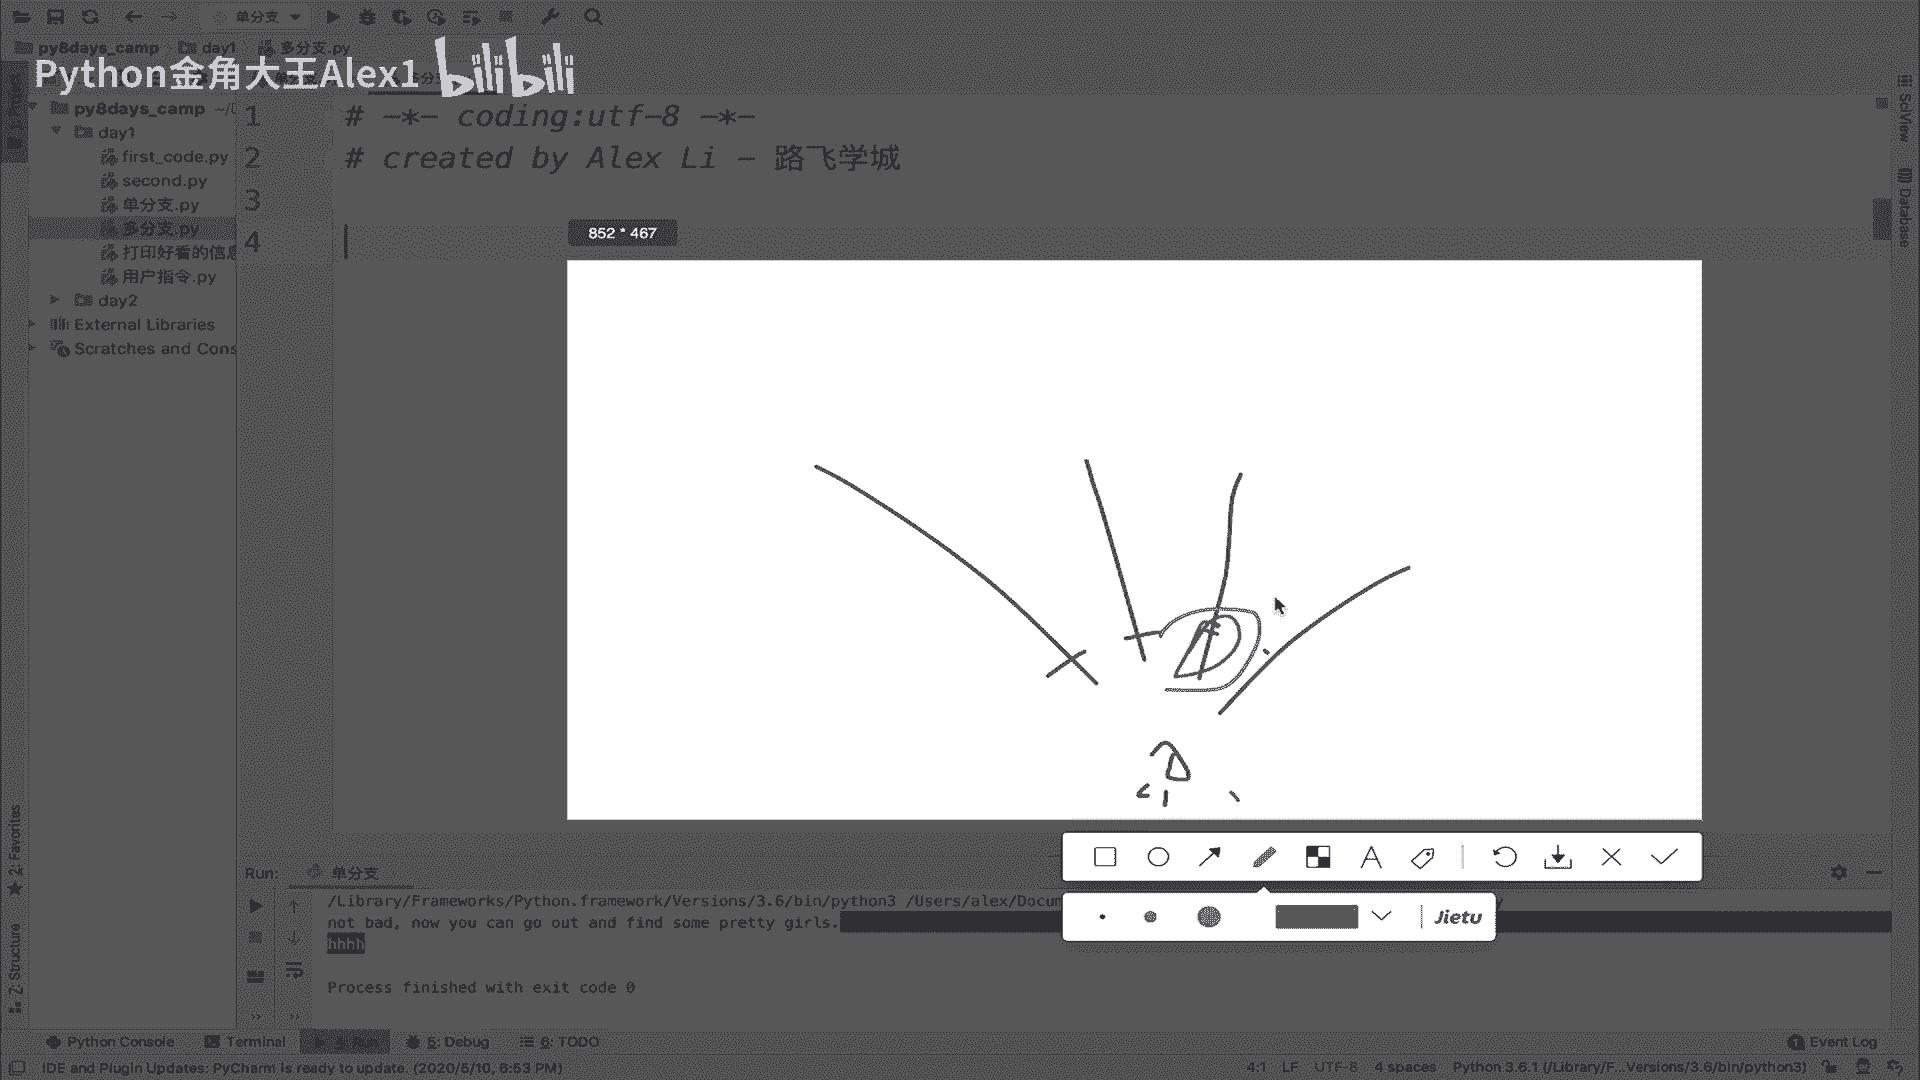 单分支
py8days_camp
day1
多分支.py
Python金角大王Alex1 bilibili
py8days_camp ~/D
day1
first_code.py
second.py
单分支.py
多分支.py
打印好看的信息
用户指令.py
day2
External Libraries
Scratches and Cons
1 # -*- coding:utf-8 -*-
2 # created by Alex Li - 路飞学城
3
4
852 * 467
SciView
Database
2: Favorites
Z: Structure
Jietu
Run: 单分支
/Library/Frameworks/Python.framework/Versions/3.6/bin/python3 /Users/alex/Docum
not bad, now you can go out and find some pretty girls.
hhhh
Process finished with exit code 0
Python Console
Terminal
Run
5: Debug
6: TODO
1 Event Log
IDE and Plugin Updates: PyCharm is ready to update. (2020/5/10, 6:53 PM)
4:1 LF UTF-8 4 spaces Python 3.6.1 (/Library/F...Versions/3.6/bin/python3)